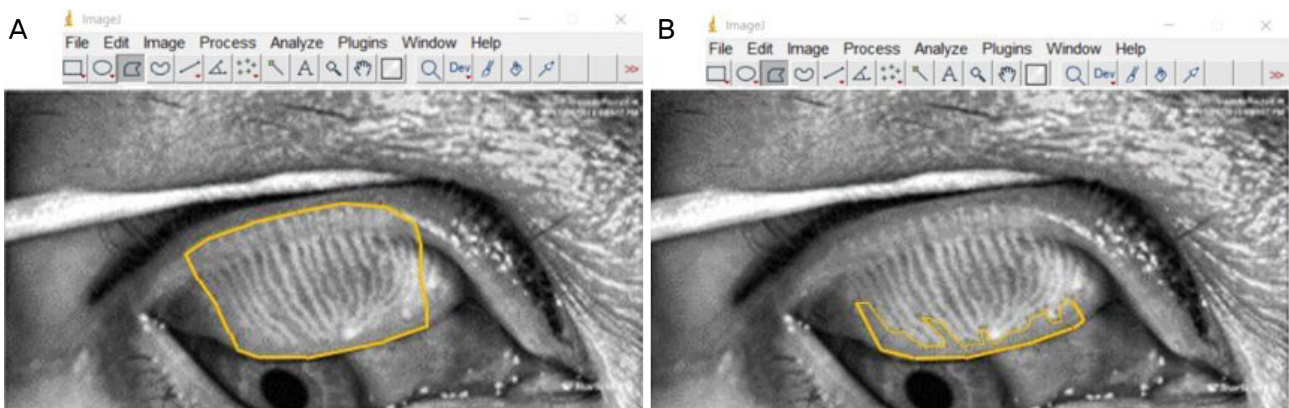 A
ImageJ
File Edit Image Process Analyze Plugins Window Help
A
Dev
>>
B
ImageJ
File Edit Image Process Analyze Plugins Window Help
A
Dev
>>